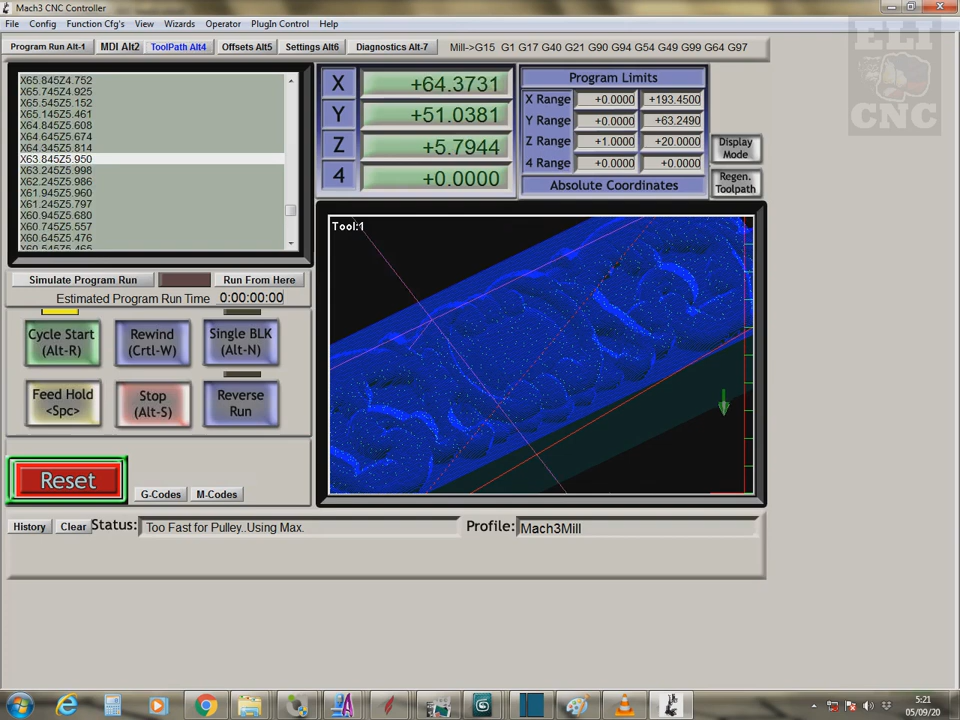 Mach3 CNC Controller
File Config Function Cfg's View Wizards Operator PlugIn Control Help
Program Run Alt-1 MDI Alt2 ToolPath Alt4 Offsets Alt5 Settings Alt6 Diagnostics Alt-7 Mill->G15 G1 G17 G40 G21 G90 G94 G54 G49 G99 G64 G97
ELI
CNC
X65.845Z4.752
X65.745Z4.925
X65.545Z5.152
X65.145Z5.461
X64.845Z5.608
X64.645Z5.674
X64.345Z5.814
X63.845Z5.950
X63.245Z5.998
X62.245Z5.986
X61.945Z5.960
X61.245Z5.797
X60.945Z5.680
X60.745Z5.557
X60.645Z5.476
X60.545Z5.465
X +64.3731
Y +51.0381
Z +5.7944
4 +0.0000
Program Limits
X Range +0.0000 +193.4500
Y Range +0.0000 +63.2490
Z Range +1.0000 +20.0000
4 Range +0.0000 +0.0000
Absolute Coordinates
Display
Mode
Regen.
Toolpath
Tool:1
Simulate Program Run Run From Here
Estimated Program Run Time 0:00:00:00
Cycle Start
(Alt-R)
Rewind
(Crtl-W)
Single BLK
(Alt-N)
Feed Hold
<Spc>
Stop
(Alt-S)
Reverse
Run
Reset
G-Codes M-Codes
History Clear Status: Too Fast for Pulley..Using Max. Profile: Mach3Mill
5:21
05/09/20